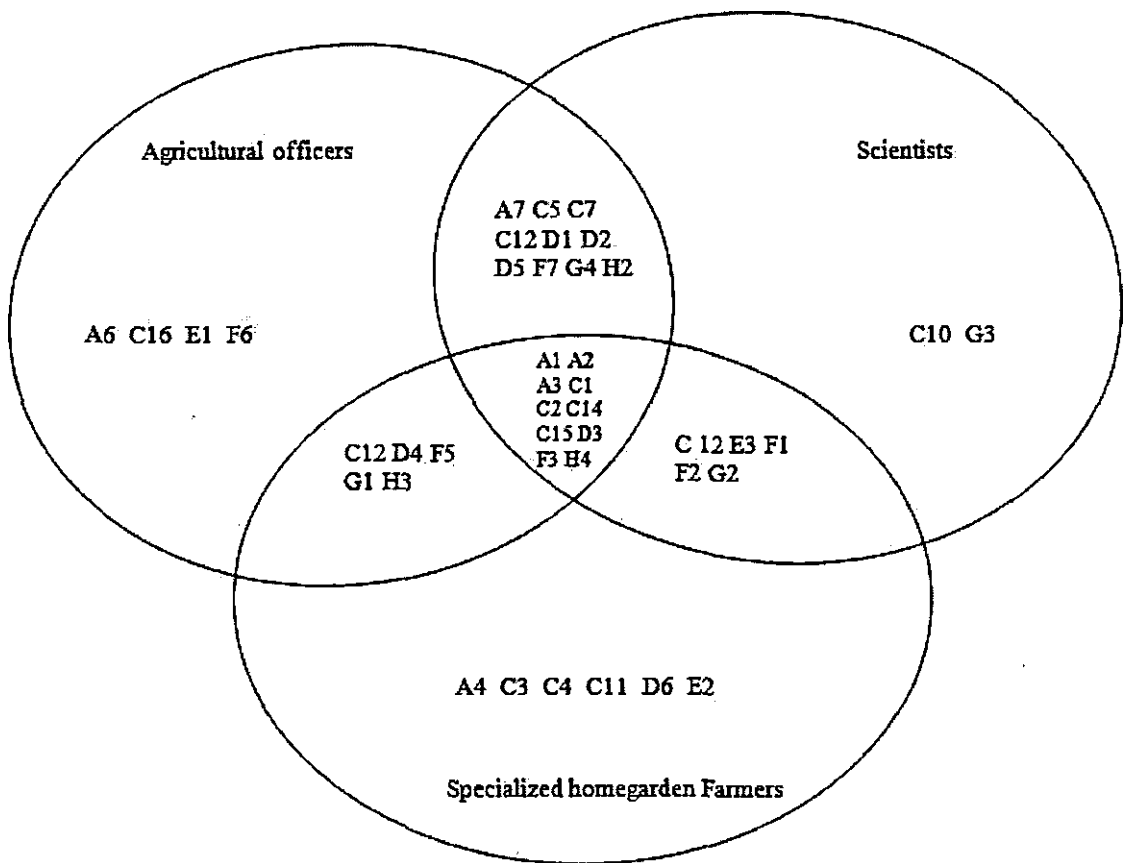 Agricultural officers
Scientists
A7 C5 C7
C12 D1 D2
D5 F7 G4 H2
A6 C16 E1 F6
C10 G3
A1 A2
A3 C1
C2 C14
C15 D3
F3 H4
C12 D4 F5
G1 H3
C 12 E3 F1
F2 G2
A4 C3 C4 C11 D6 E2
Specialized homegarden Farmers